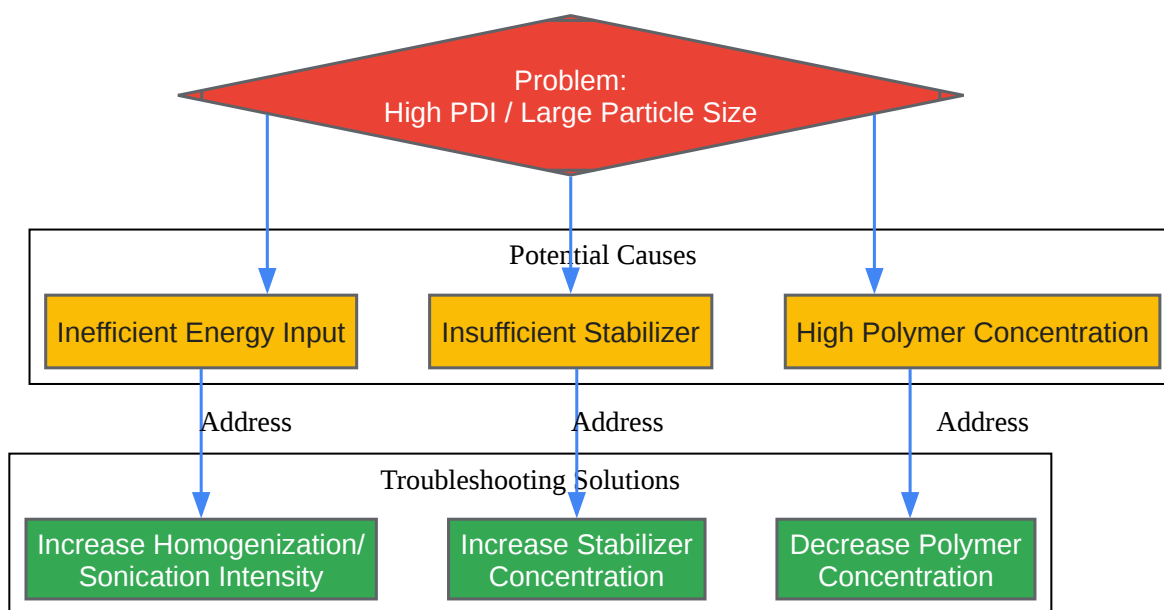 Problem:
High PDI / Large Particle Size
Potential Causes
Inefficient Energy Input
Insufficient Stabilizer
High Polymer Concentration
Address
Address
Address
Troubleshooting Solutions
Increase Homogenization/
Sonication Intensity
Increase Stabilizer
Concentration
Decrease Polymer
Concentration